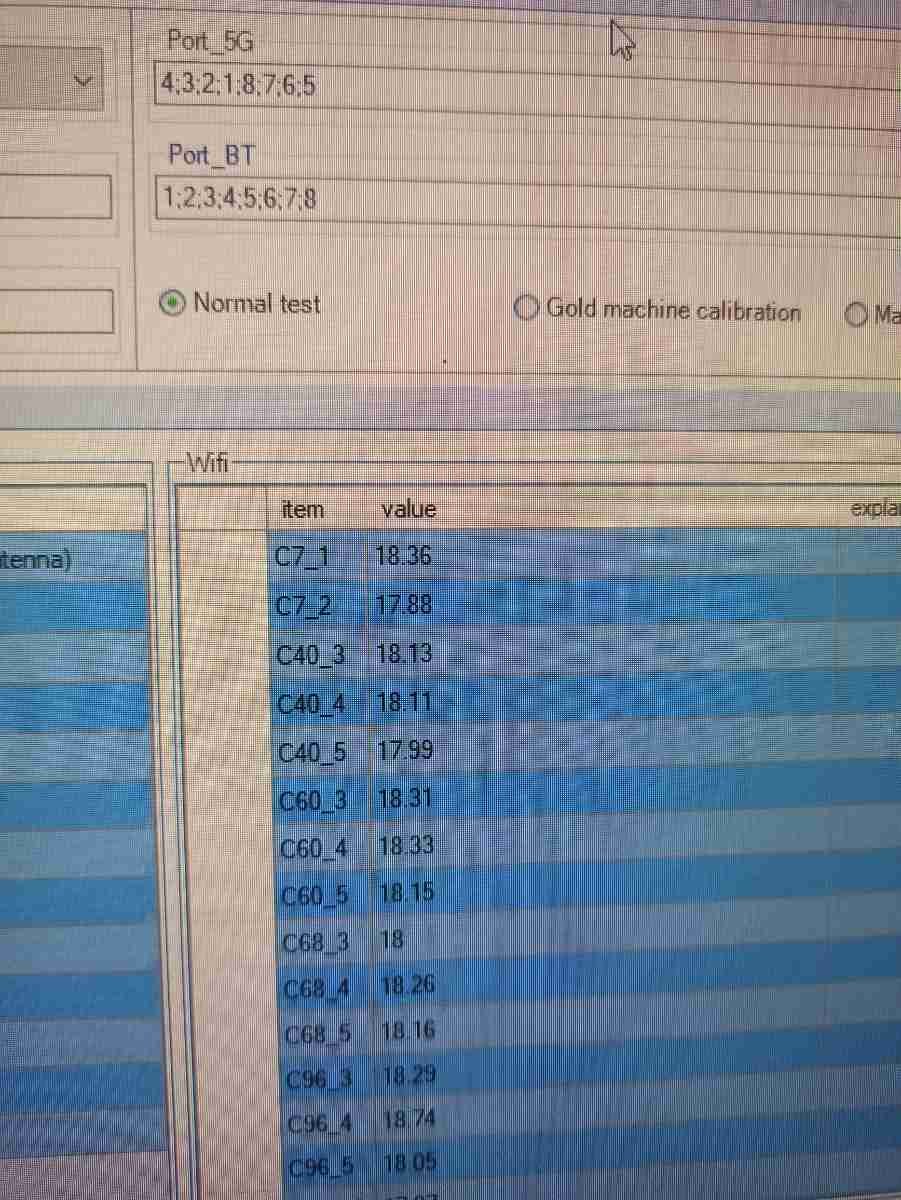 Port_5G
4;3;2;1;8;7;6;5
Port_BT
1;2;3;4;5;6;7;8
Normal test
Gold machine calibration
Ma
Wifi
item value expla
tenna)
C7_1 18.36
C7_2 17.88
C40_3 18.13
C40_4 18.11
C40_5 17.99
C60_3 18.31
C60_4 18.33
C60_5 18.15
C68_3 18
C68_4 18.26
C68_5 18.16
C96_3 18.29
C96_4 18.74
C96_5 18.05